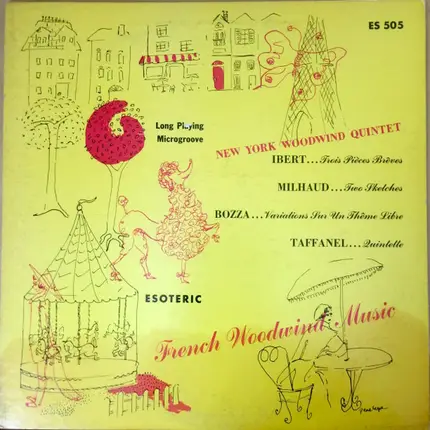 ES 505
Long Playing
Microgroove
NEW YORK WOODWIND QUINTET
IBERT...Trois Pièces Brèves
MILHAUD...Two Sketches
BOZZA...Variations Sur Un Thême Libre
TAFFANEL...Quintette
ESOTERIC
French Woodwind Music